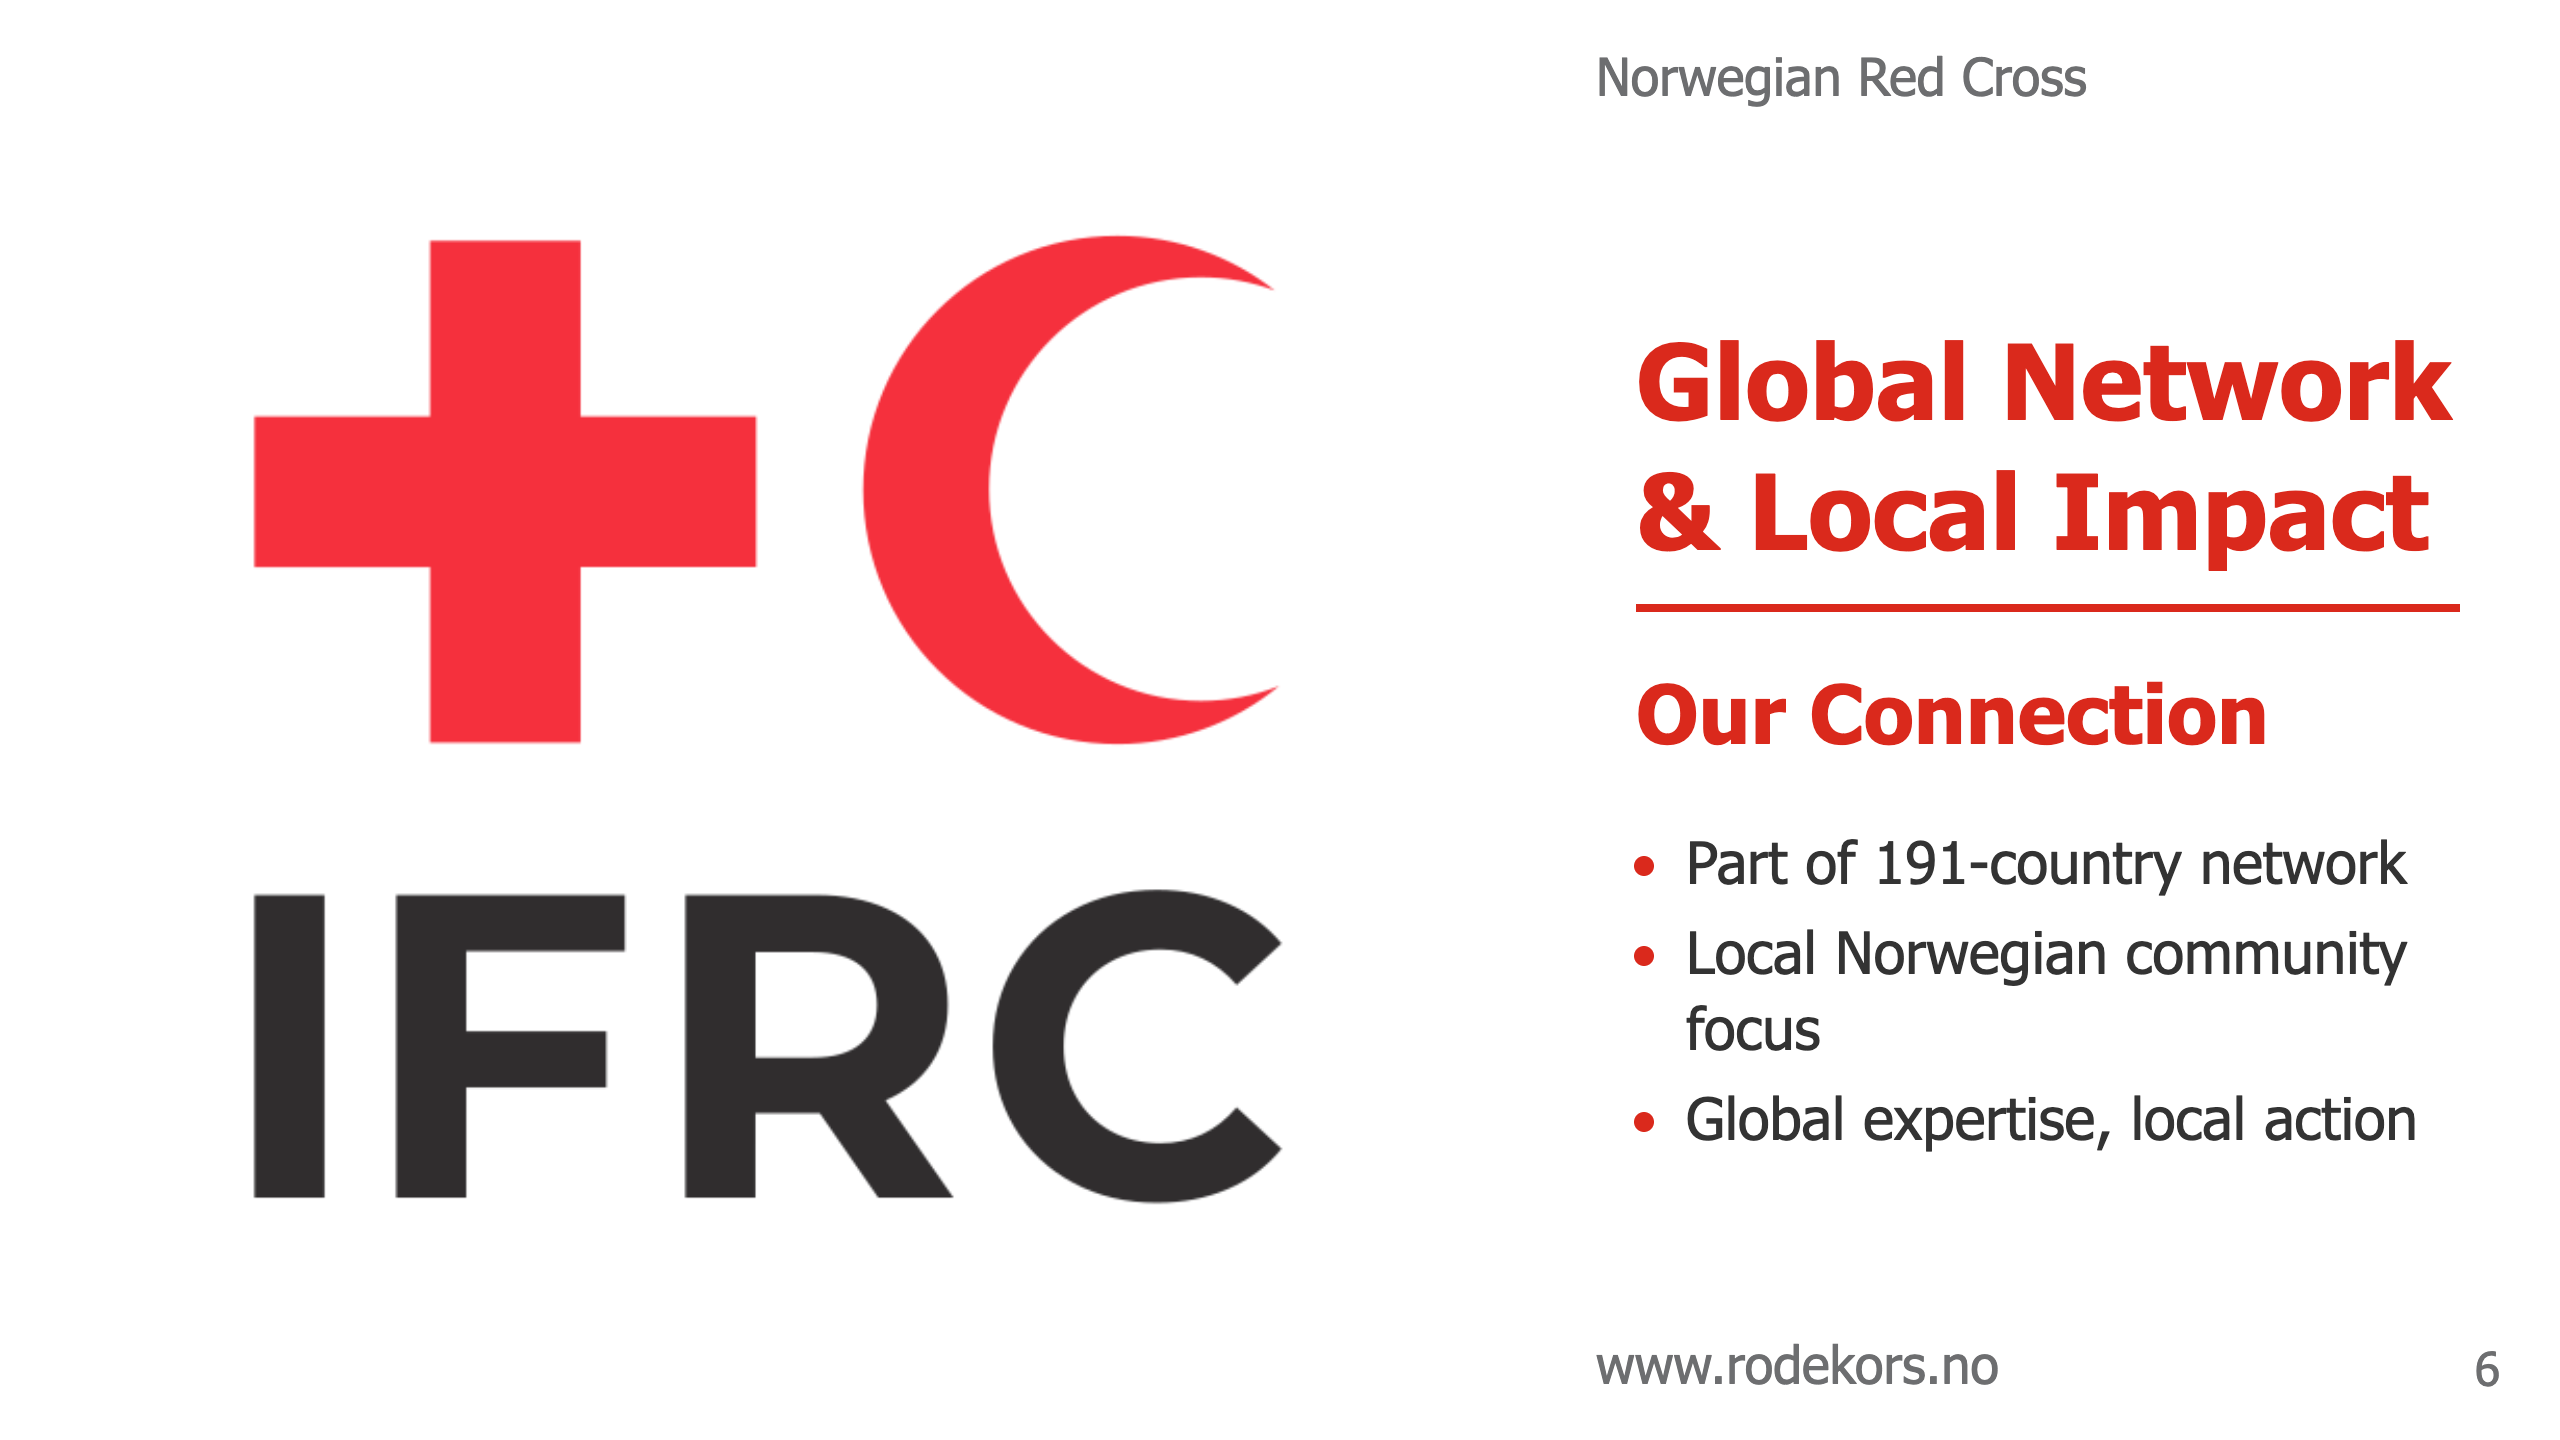 Norwegian Red Cross
IFRC
Global Network
& Local Impact
Our Connection
• Part of 191-country network
• Local Norwegian community
focus
• Global expertise, local action
www.rodekors.no
6